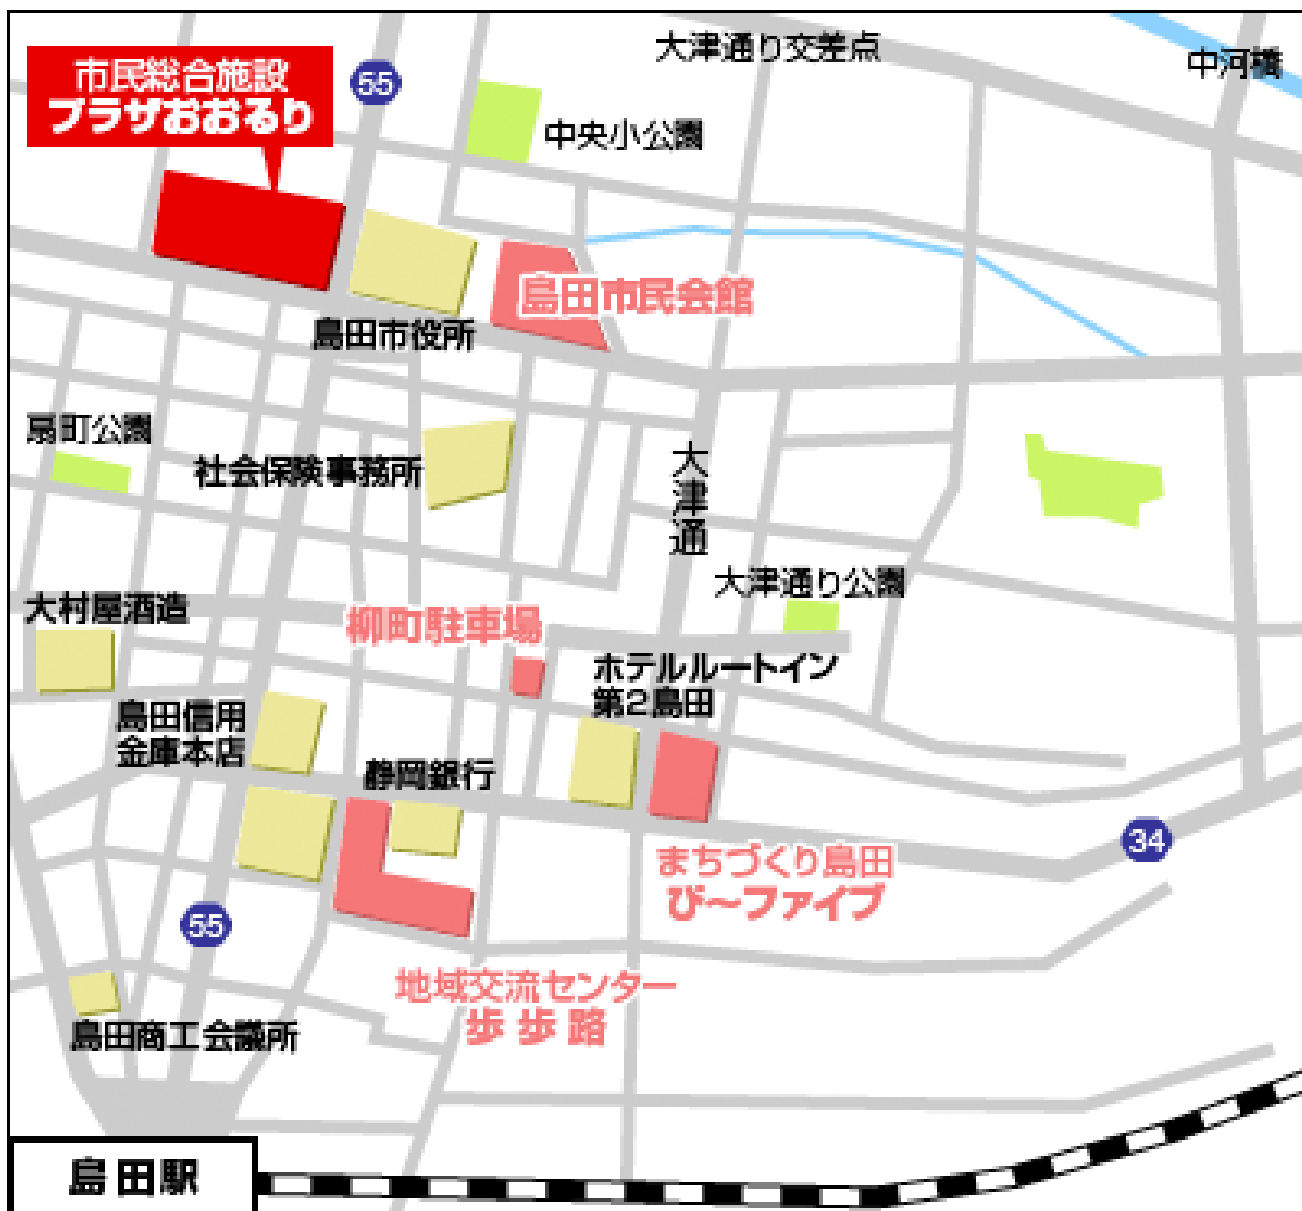 市民総合施設
プラザおおるり
55
大津通り交差点
中河橋
中央小公園
島田市民会館
島田市役所
扇町公園
社会保険事務所
大津通
大津通り公園
大村屋酒造
柳町駐車場
ホテルルートイン
第2島田
島田信用
金庫本店
静岡銀行
34
まちづくり島田
び〜ファイブ
55
地域交流センター
歩歩路
島田商工会議所
島田駅